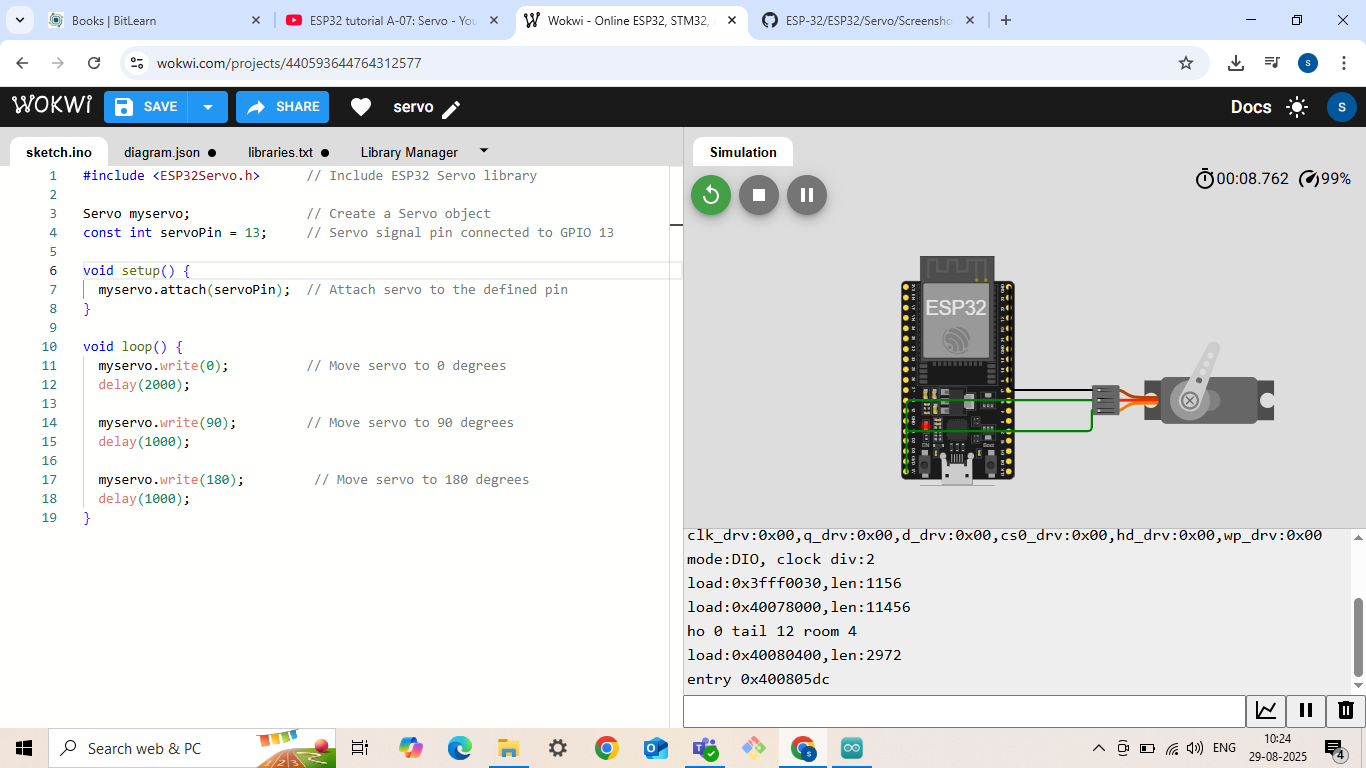 Books | BitLearn
ESP32 tutorial A-07: Servo - You
Wokwi - Online ESP32, STM32,
ESP-32/ESP32/Servo/Screensho
wokwi.com/projects/440593644764312577
S
WOKWI
SAVE
SHARE
servo
Docs
S
sketch.ino
diagram.json
libraries.txt
Library Manager
Simulation
1 #include <ESP32Servo.h> // Include ESP32 Servo library
2
3 Servo myservo; // Create a Servo object
4 const int servoPin = 13; // Servo signal pin connected to GPIO 13
5
6 void setup() {
7 myservo.attach(servoPin); // Attach servo to the defined pin
8 }
9
10 void loop() {
11 myservo.write(0); // Move servo to 0 degrees
12 delay(2000);
13
14 myservo.write(90); // Move servo to 90 degrees
15 delay(1000);
16
17 myservo.write(180); // Move servo to 180 degrees
18 delay(1000);
19 }
00:08.762
99%
ESP32
clk_drv:0x00,q_drv:0x00,d_drv:0x00,cs0_drv:0x00,hd_drv:0x00,wp_drv:0x00
mode:DIO, clock div:2
load:0x3fff0030,len:1156
load:0x40078000,len:11456
ho 0 tail 12 room 4
load:0x40080400,len:2972
entry 0x400805dc
Search web & PC
ENG
10:24
29-08-2025
4